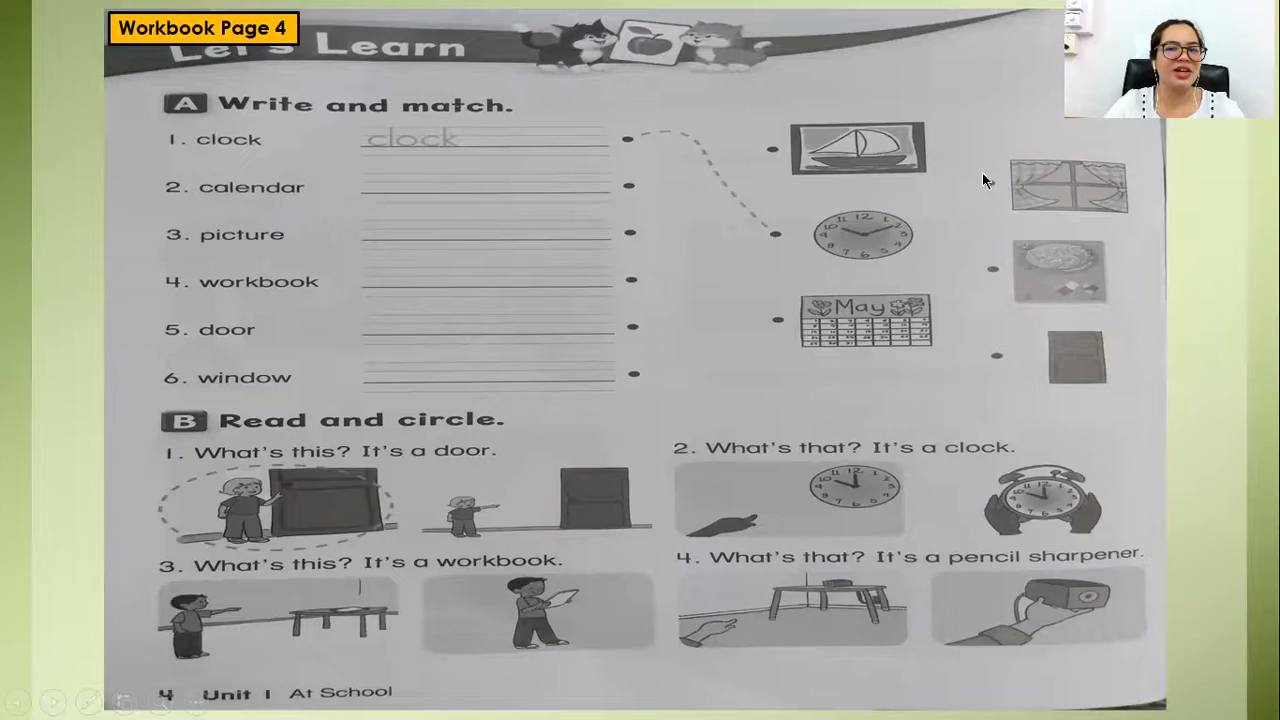 Workbook Page 4
Let's Learn
A Write and match.
1. clock clock
2. calendar
3. picture
4. workbook
5. door
6. window
May
B Read and circle.
1. What's this? It's a door.
2. What's that? It's a clock.
3. What's this? It's a workbook.
4. What's that? It's a pencil sharpener.
4 Unit 1 At School